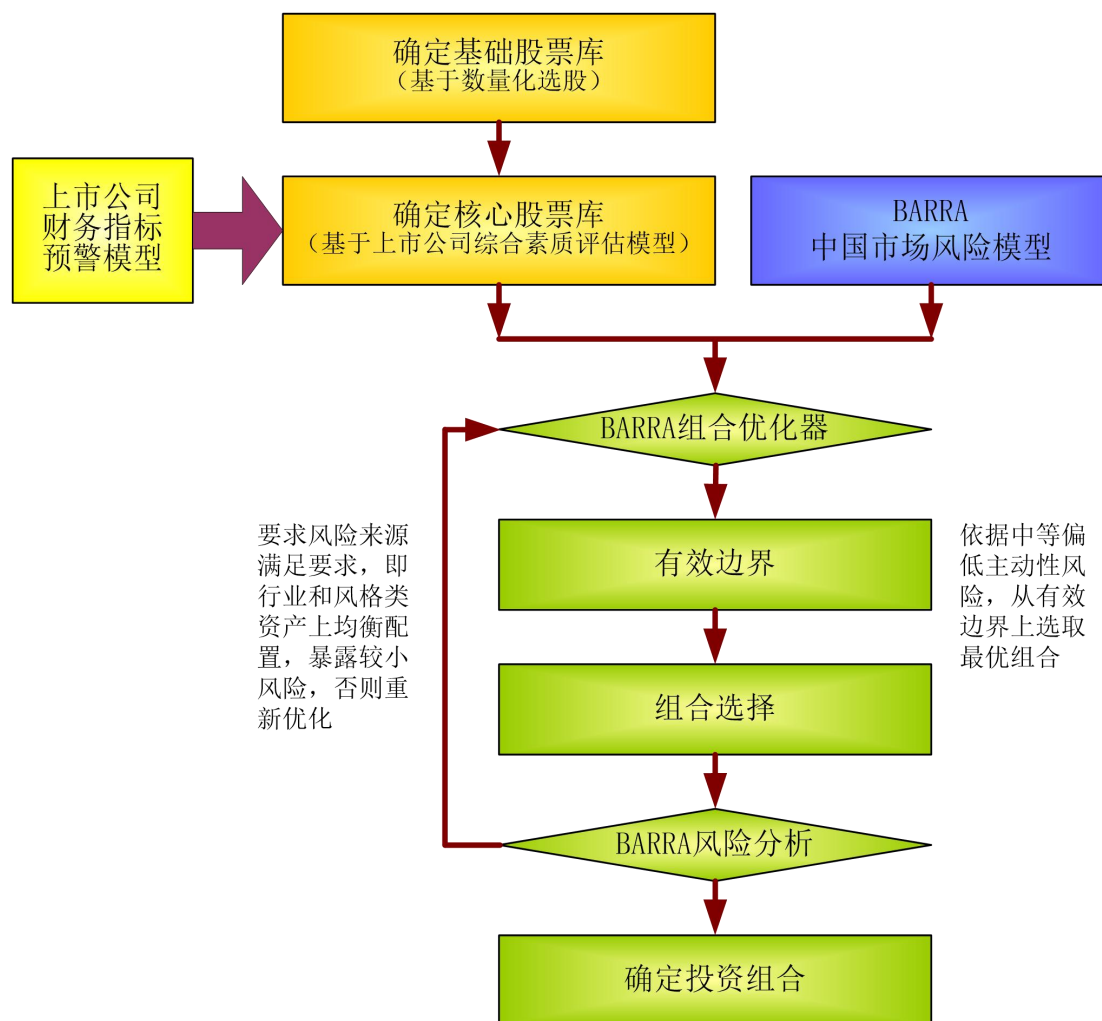 确定基础股票库
（基于数量化选股）
上市公司
财务指标
预警模型
确定核心股票库
（基于上市公司综合素质评估模型）
BARRA
中国市场风险模型
BARRA组合优化器
要求风险来源
满足要求，即
行业和风格类
资产上均衡配
置，暴露较小
风险，否则重
新优化
有效边界
依据中等偏
低主动性风
险，从有效
边界上选取
最优组合
组合选择
BARRA风险分析
确定投资组合